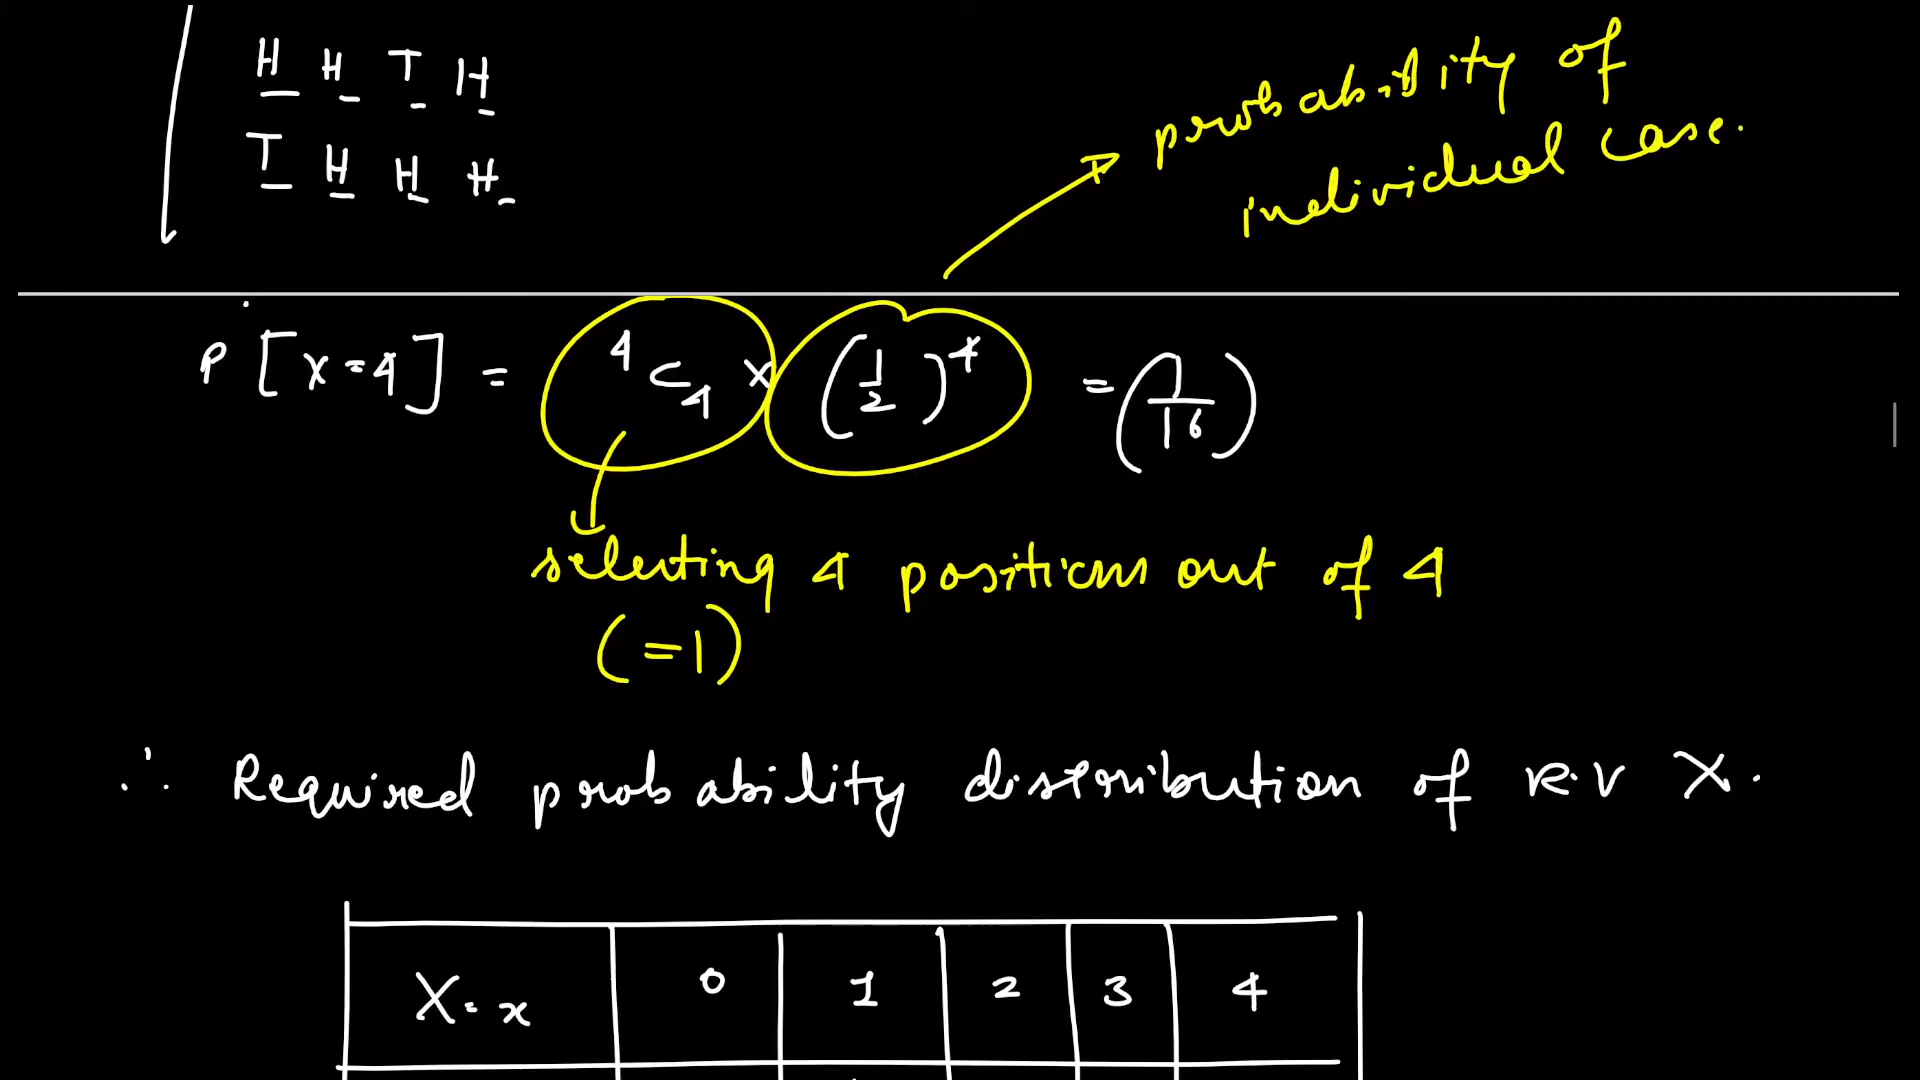 H H T H
T H H H
probability of
individual case.
P [X=4] = ⁴C₄ × (1/2)⁴ = (1/16)
selecting 4 positions out of 4
(=1)
∴ Required probability distribution of R.V X.
X=x 0 1 2 3 4